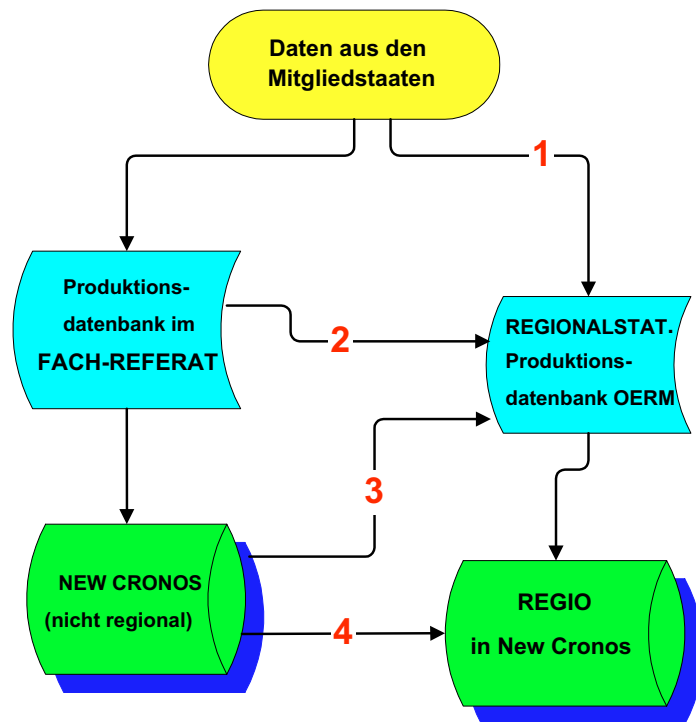 Daten aus den
Mitgliedstaaten
1
Produktions-
datenbank im
FACH-REFERAT
2
REGIONALSTAT.
Produktions-
datenbank OERM
3
NEW CRONOS
(nicht regional)
4
REGIO
in New Cronos